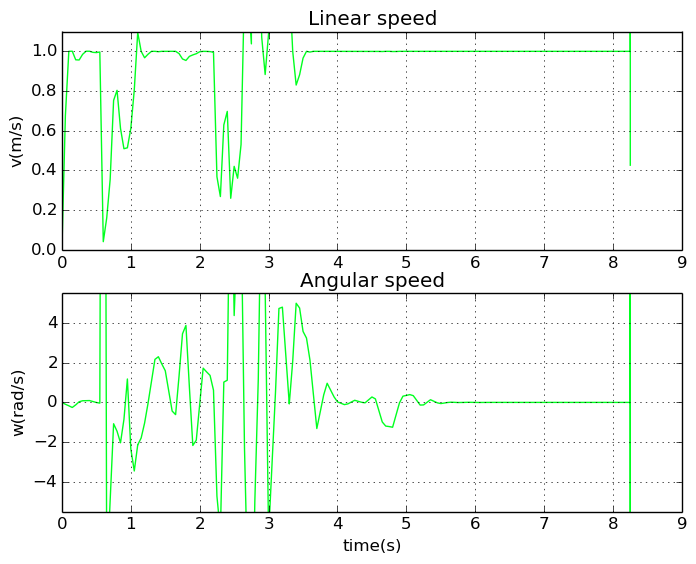 Linear speed
v(m/s)
1.0
0.8
0.6
0.4
0.2
0.0
0 1 2 3 4 5 6 7 8 9
Angular speed
w(rad/s)
4
2
0
−2
−4
0 1 2 3 4 5 6 7 8 9
time(s)